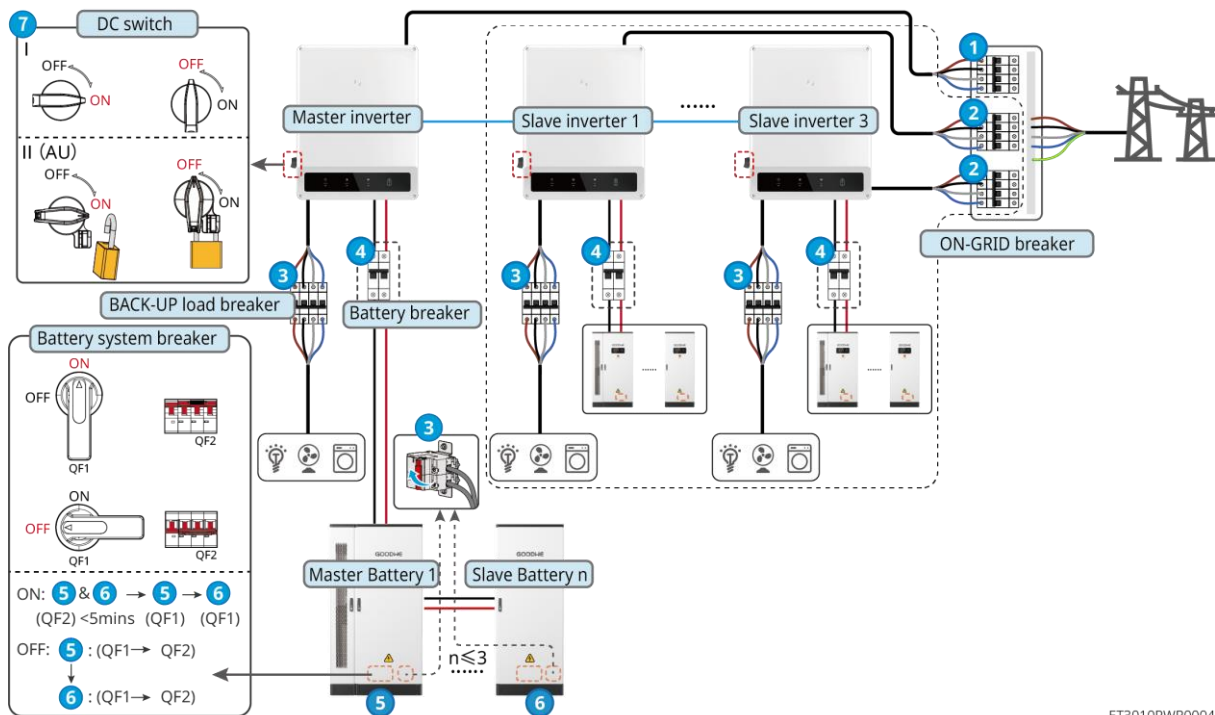 7
DC switch
I
OFF
ON
OFF
ON
II (AU)
OFF
ON
OFF
ON
Master inverter
Slave inverter 1
......
Slave inverter 3
1
2
2
ON-GRID breaker
3
4
3
4
3
4
BACK-UP load breaker
Battery breaker
Battery system breaker
ON
OFF
QF1
QF2
ON
OFF
QF1
QF2
ON: 5 & 6 → 5 → 6
(QF2) <5mins (QF1) (QF1)
OFF: 5 : (QF1→ QF2)
6 : (QF1→ QF2)
......
......
3
GOODWE
GOODWE
Master Battery 1
Slave Battery n
n≤3
......
5
6
ET3010PWR0004